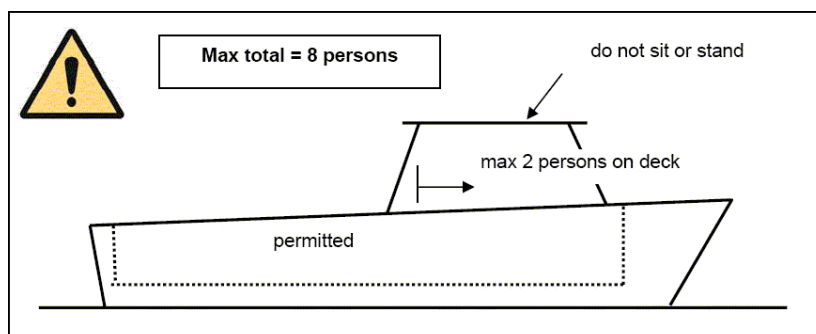 Max total = 8 persons
do not sit or stand
max 2 persons on deck
permitted